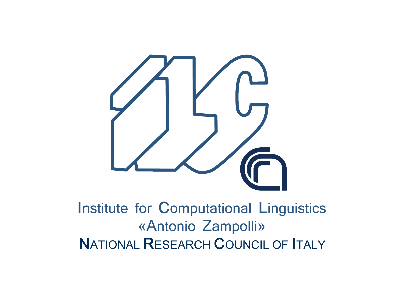 ilc
Institute for Computational Linguistics
«Antonio Zampolli»
NATIONAL RESEARCH COUNCIL OF ITALY